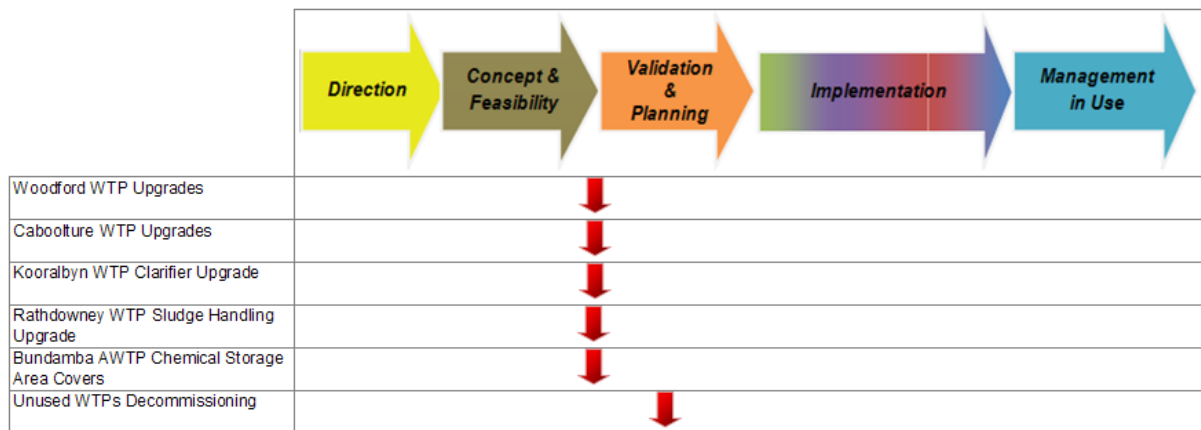 Direction
Concept &
Feasibility
Validation
&
Planning
Implementation
Management
in Use
Woodford WTP Upgrades
Caboolture WTP Upgrades
Kooralbyn WTP Clarifier Upgrade
Rathdowney WTP Sludge Handling
Upgrade
Bundamba AWTP Chemical Storage
Area Covers
Unused WTPs Decommissioning